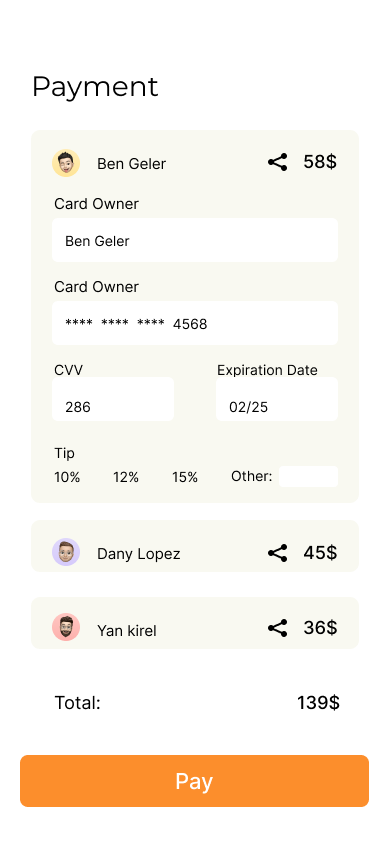 Payment
Ben Geler 58$
Card Owner
Ben Geler
Card Owner
**** **** **** 4568
CVV Expiration Date
286 02/25
Tip
10% 12% 15% Other:
Dany Lopez 45$
Yan kirel 36$
Total: 139$
Pay